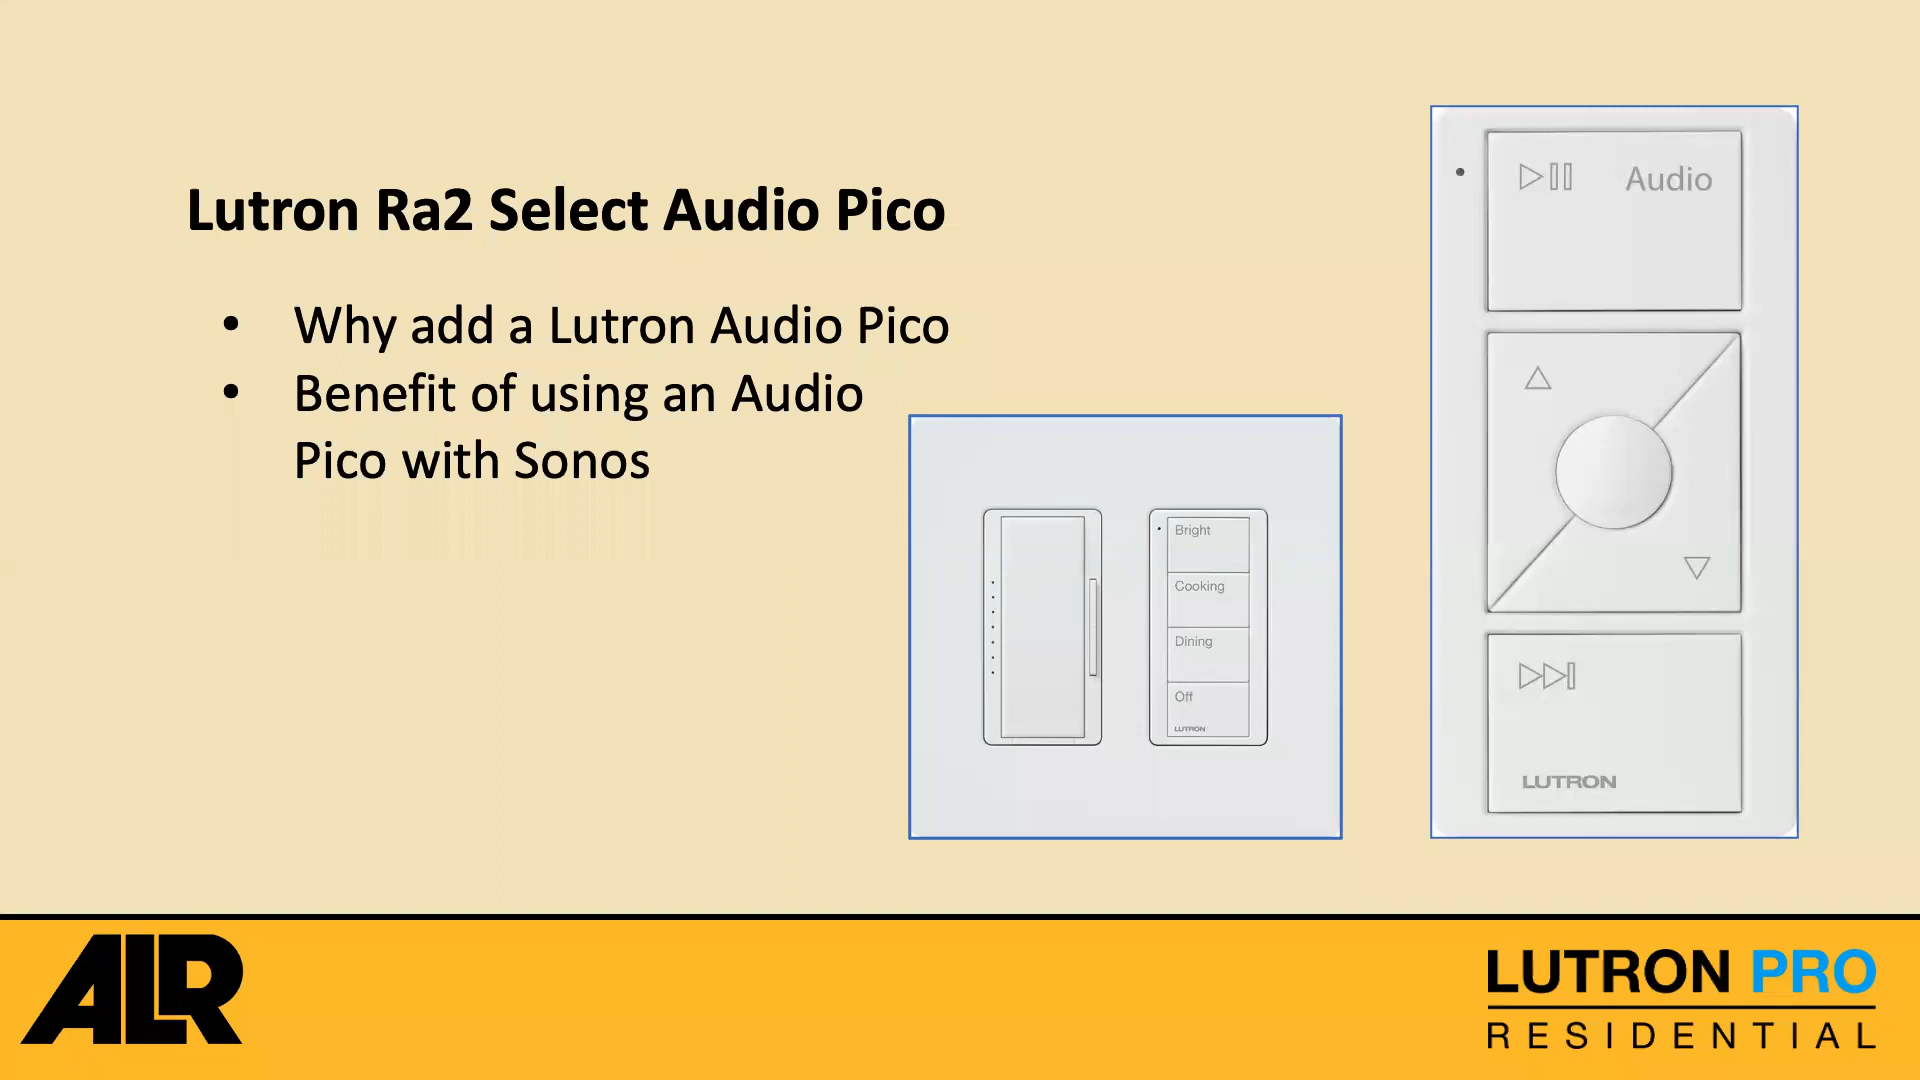 Lutron Ra2 Select Audio Pico
• Why add a Lutron Audio Pico
• Benefit of using an Audio
Pico with Sonos
Bright
Cooking
Dining
Off
LUTRON
Audio
LUTRON
ALR
LUTRON PRO
RESIDENTIAL